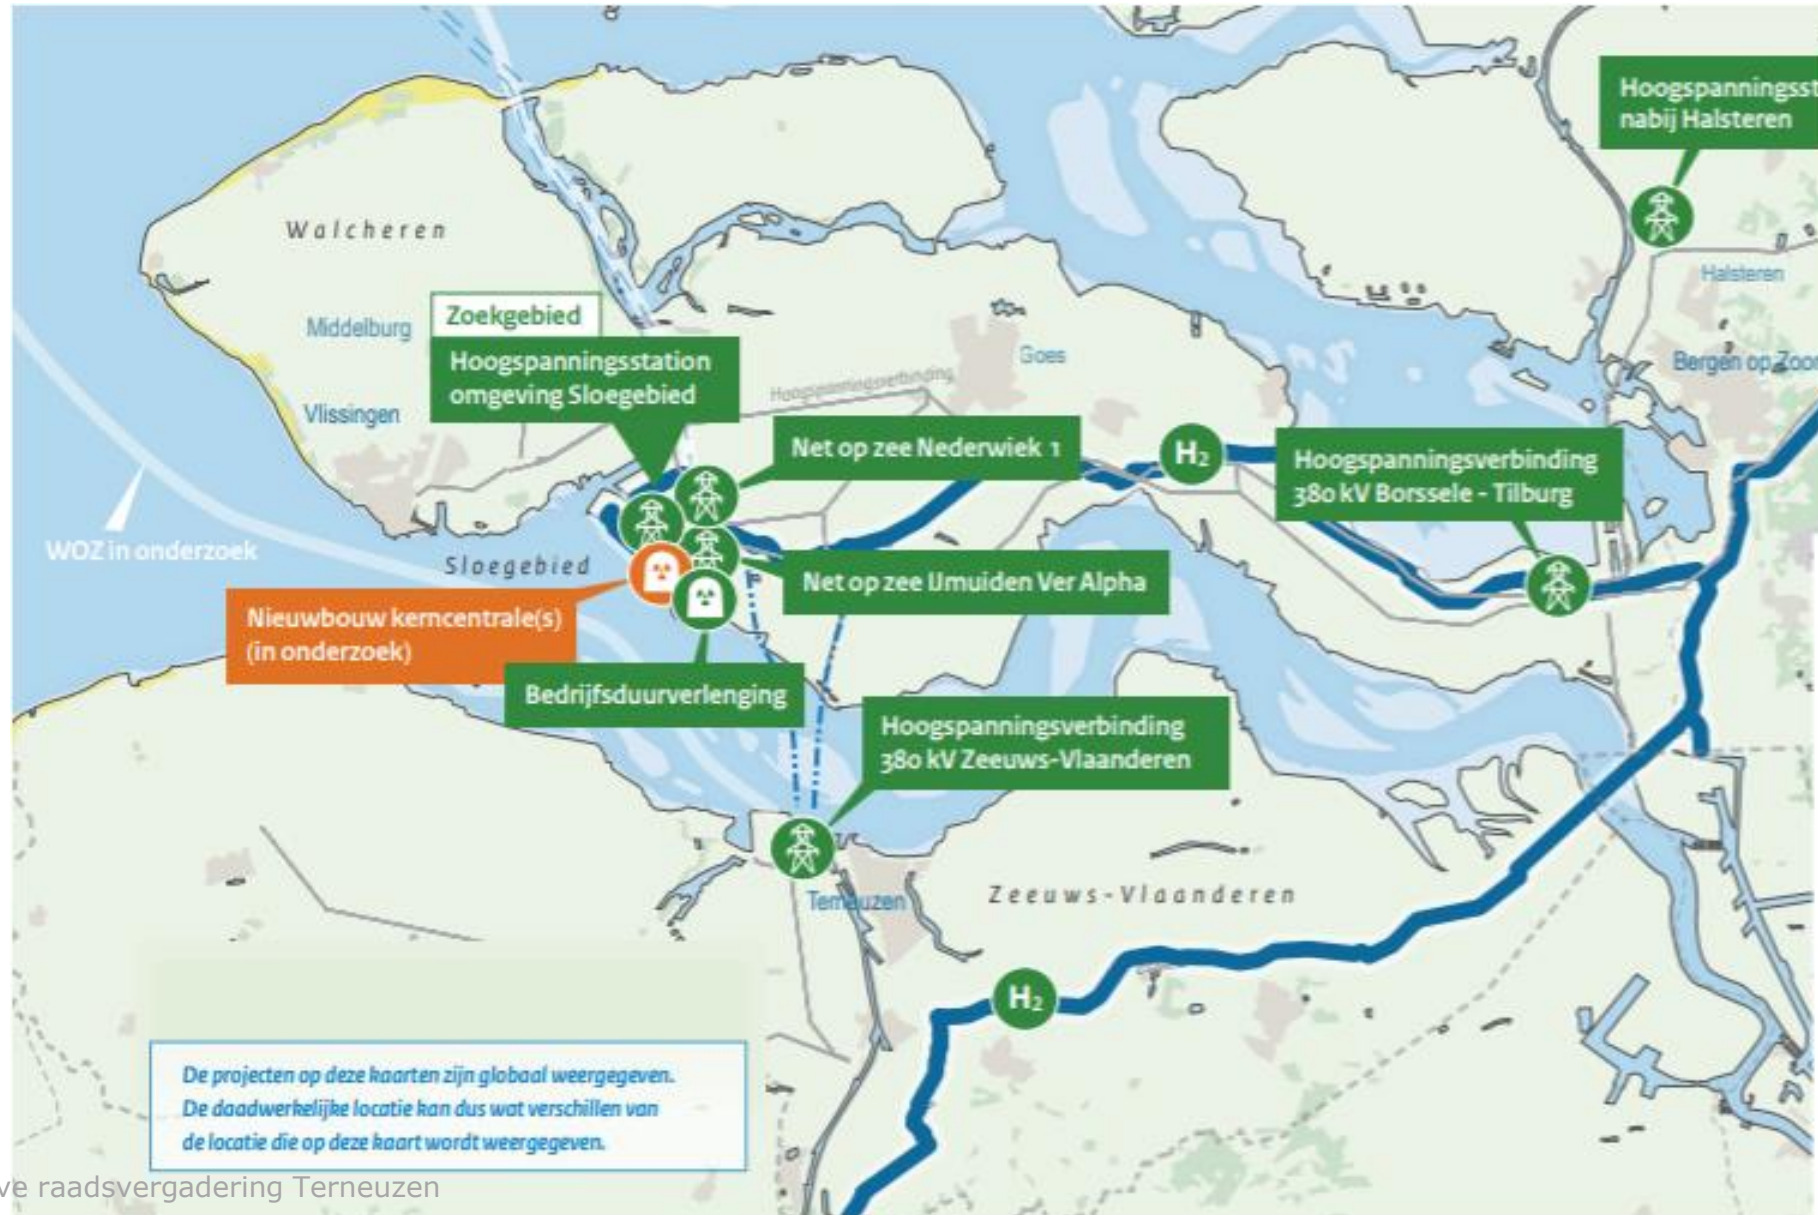 Hoogspanningsst
nabij Halsteren
Walcheren
Halsteren
Zoekgebied
Middelburg
Hoogspanningsstation
omgeving Sloegebied
Goes
Bergen op Zoom
Hoogspanningsverbinding
Vlissingen
Net op zee Nederwiek 1
H2
Hoogspanningsverbinding
380 kV Borssele - Tilburg
WOZ in onderzoek
Sloegebied
Net op zee IJmuiden Ver Alpha
Nieuwbouw kerncentrale(s)
(in onderzoek)
Bedrijfsduurverlenging
Hoogspanningsverbinding
380 kV Zeeuws-Vlaanderen
Terneuzen
Zeeuws-Vlaanderen
H2
De projecten op deze kaarten zijn globaal weergegeven.
De daadwerkelijke locatie kan dus wat verschillen van
de locatie die op deze kaart wordt weergegeven.
ve raadsvergadering Terneuzen